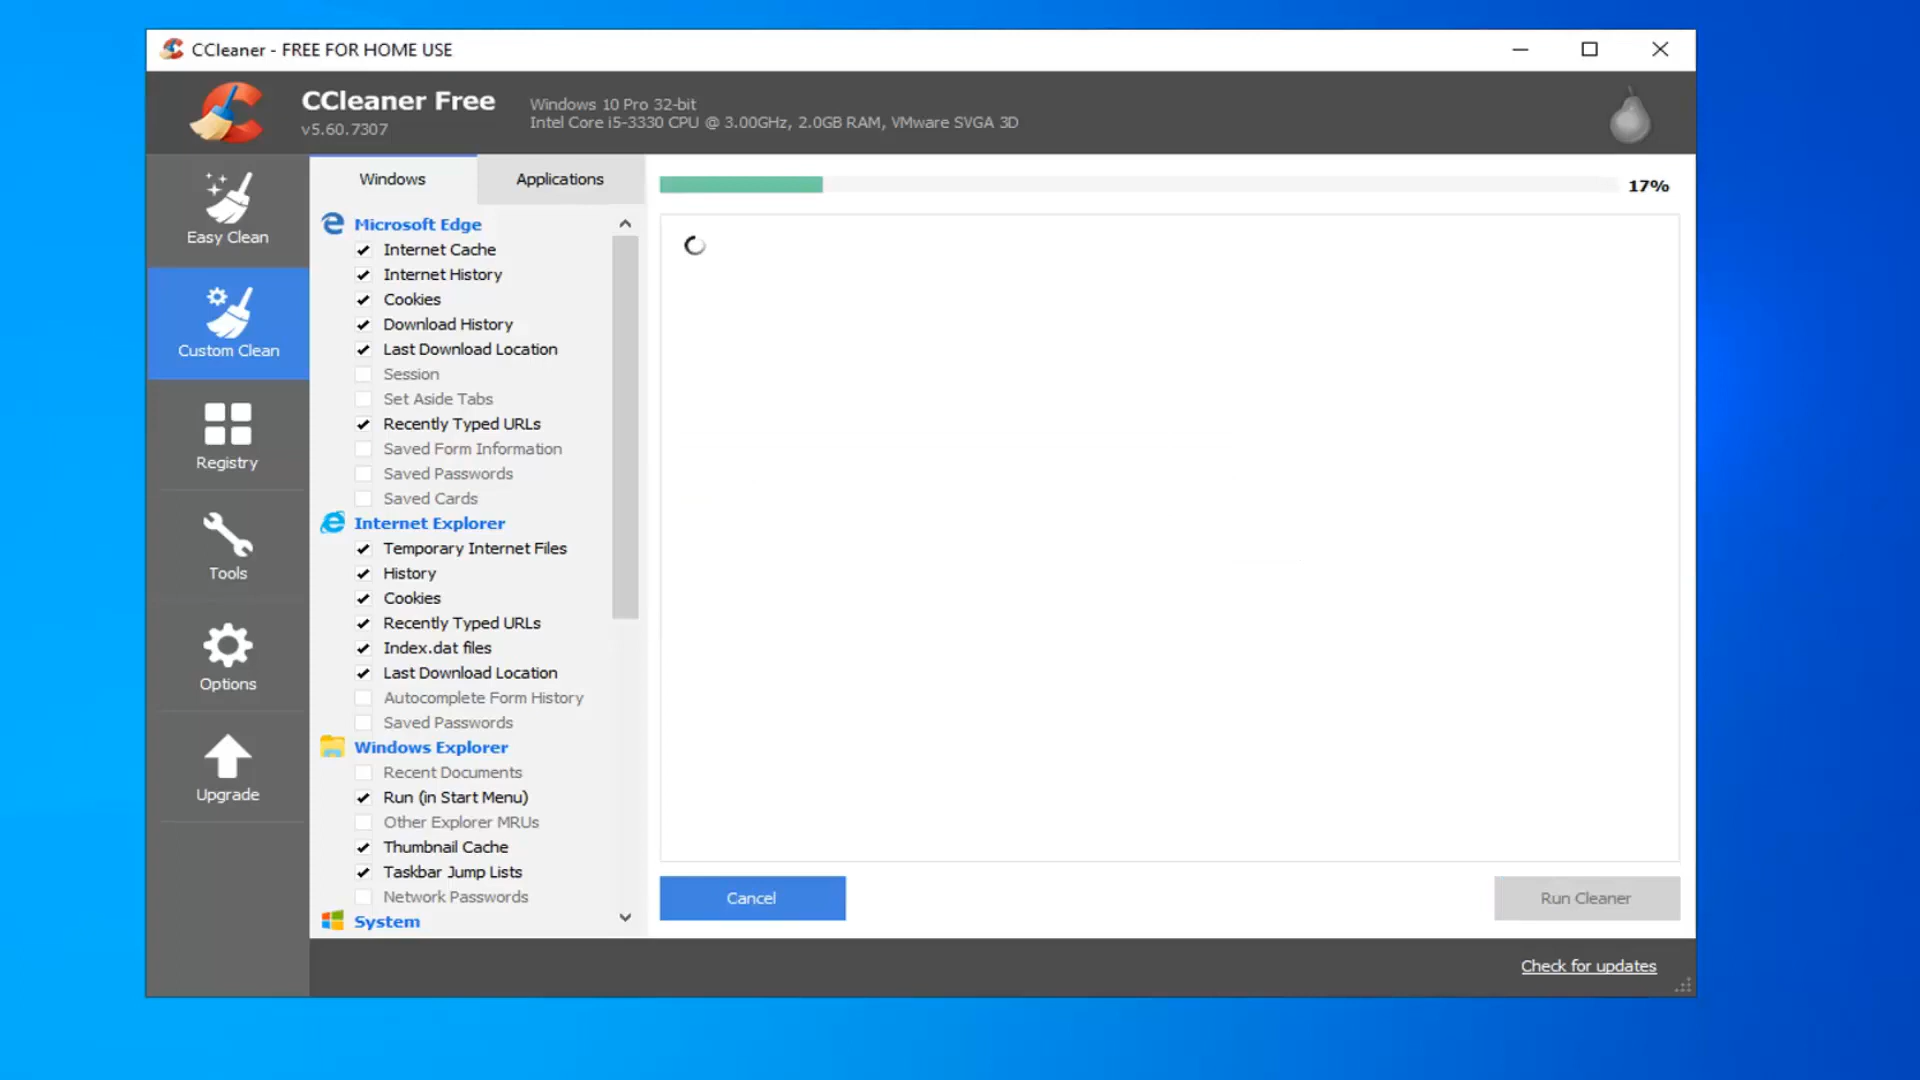 CCleaner - FREE FOR HOME USE
CCleaner Free
v5.60.7307
Windows 10 Pro 32-bit
Intel Core i5-3330 CPU @ 3.00GHz, 2.0GB RAM, VMware SVGA 3D
Easy Clean
Custom Clean
Registry
Tools
Options
Upgrade
Windows
Applications
Microsoft Edge
Internet Cache
Internet History
Cookies
Download History
Last Download Location
Session
Set Aside Tabs
Recently Typed URLs
Saved Form Information
Saved Passwords
Saved Cards
Internet Explorer
Temporary Internet Files
History
Cookies
Recently Typed URLs
Index.dat files
Last Download Location
Autocomplete Form History
Saved Passwords
Windows Explorer
Recent Documents
Run (in Start Menu)
Other Explorer MRUs
Thumbnail Cache
Taskbar Jump Lists
Network Passwords
System
17%
Cancel
Run Cleaner
Check for updates